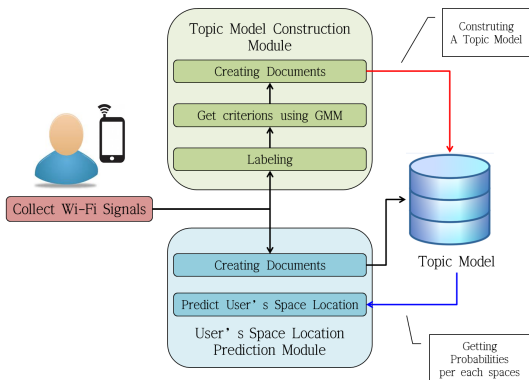 Topic Model Construction
Module
Creating Documents
Get criterions using GMM
Labeling
Collect Wi-Fi Signals
Creating Documents
Predict User's Space Location
User's Space Location
Prediction Module
Constructing
A Topic Model
Topic Model
Getting
Probabilities
per each spaces